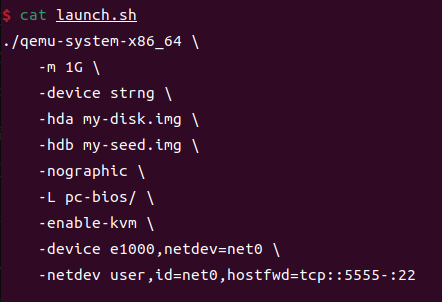 $ cat launch.sh
./qemu-system-x86_64 \
    -m 1G \
    -device strng \
    -hda my-disk.img \
    -hdb my-seed.img \
    -nographic \
    -L pc-bios/ \
    -enable-kvm \
    -device e1000,netdev=net0 \
    -netdev user,id=net0,hostfwd=tcp::5555-:22